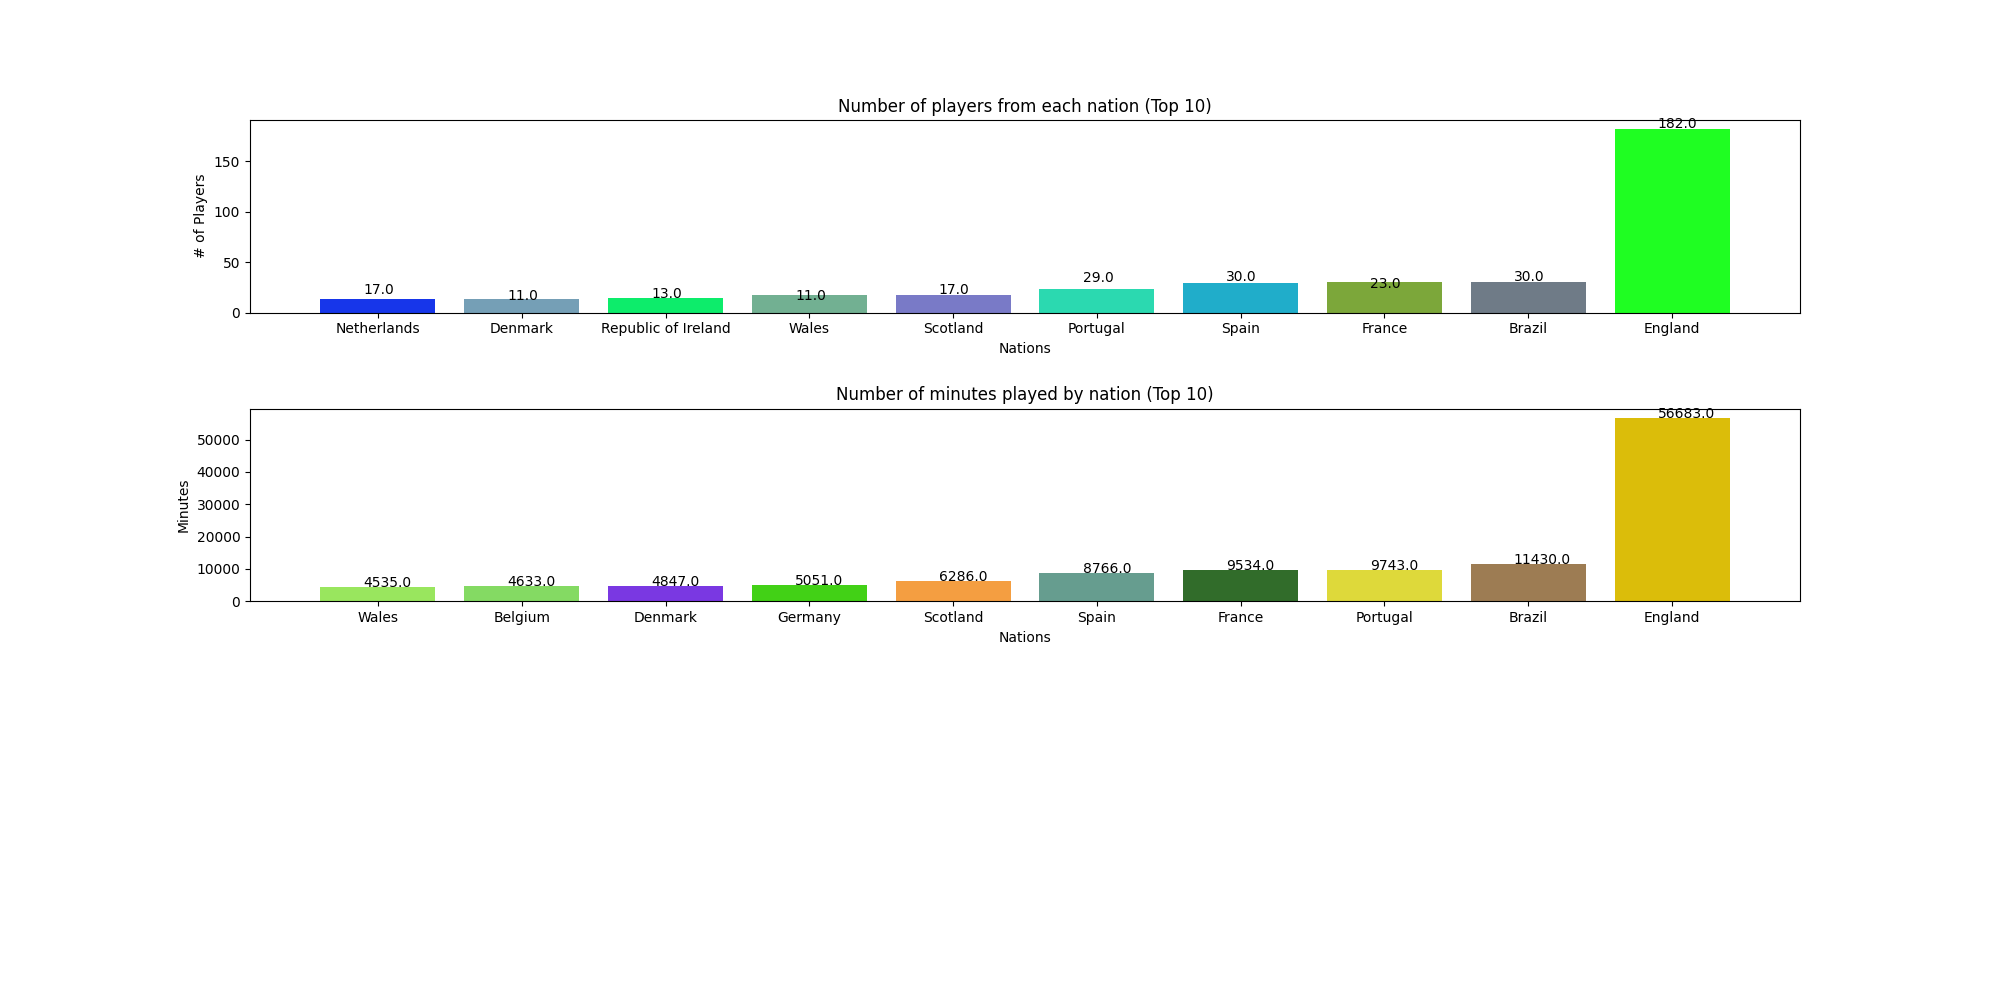 Number of players from each nation (Top 10)
182.0
150
100
50
0
# of Players
17.0 11.0 13.0 11.0 17.0 29.0 30.0 23.0 30.0
Netherlands Denmark Republic of Ireland Wales Scotland Portugal Spain France Brazil England
Nations
Number of minutes played by nation (Top 10)
56683.0
50000
40000
30000
20000
10000
0
Minutes
4535.0 4633.0 4847.0 5051.0 6286.0 8766.0 9534.0 9743.0 11430.0
Wales Belgium Denmark Germany Scotland Spain France Portugal Brazil England
Nations